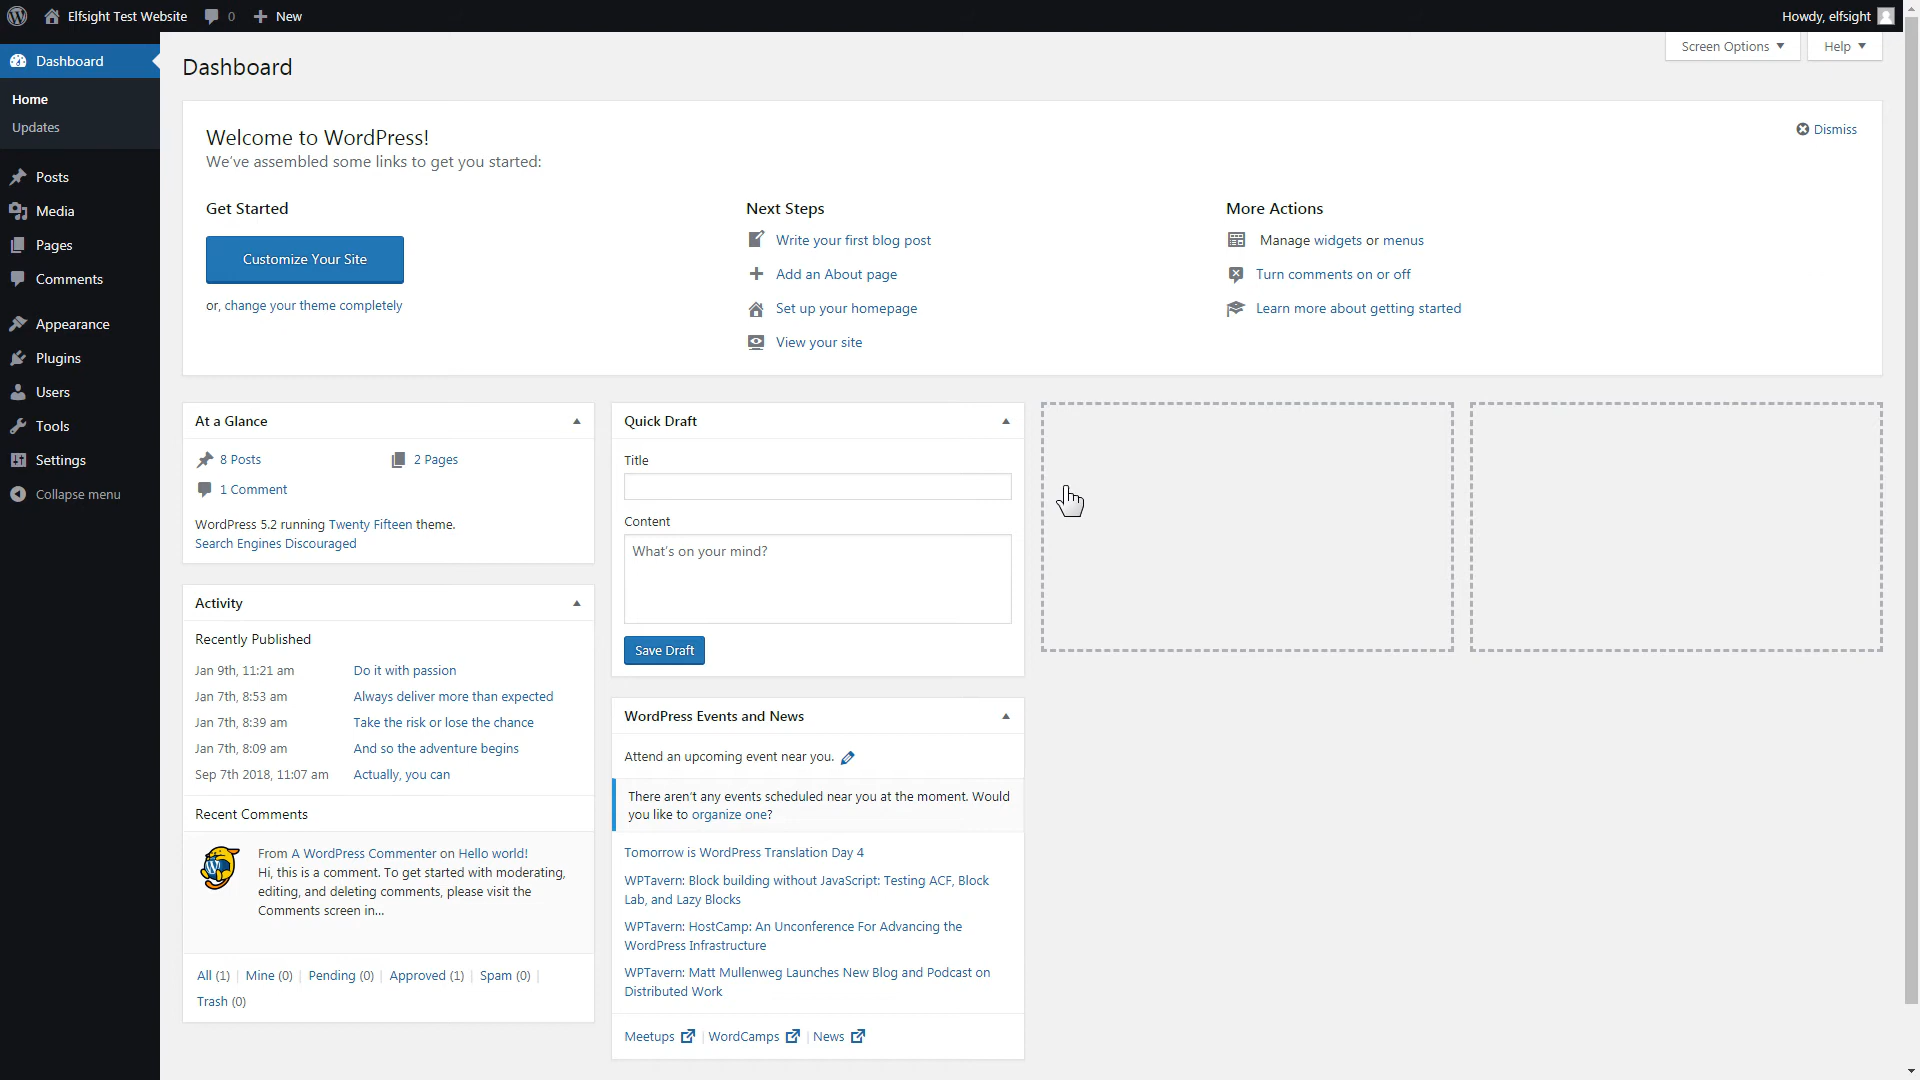 Elfsight Test Website 0 New Howdy, elfsight
Screen Options Help
Dashboard
Home
Updates
Posts
Media
Pages
Comments
Appearance
Plugins
Users
Tools
Settings
Collapse menu
Dashboard
Welcome to WordPress!
We've assembled some links to get you started:
Dismiss
Get Started
Customize Your Site
or, change your theme completely
Next Steps
Write your first blog post
Add an About page
Set up your homepage
View your site
More Actions
Manage widgets or menus
Turn comments on or off
Learn more about getting started
At a Glance
8 Posts 2 Pages
1 Comment
WordPress 5.2 running Twenty Fifteen theme.
Search Engines Discouraged
Activity
Recently Published
Jan 9th, 11:21 am Do it with passion
Jan 7th, 8:53 am Always deliver more than expected
Jan 7th, 8:39 am Take the risk or lose the chance
Jan 7th, 8:09 am And so the adventure begins
Sep 7th 2018, 11:07 am Actually, you can
Recent Comments
From A WordPress Commenter on Hello world!
Hi, this is a comment. To get started with moderating,
editing, and deleting comments, please visit the
Comments screen in...
All (1) | Mine (0) | Pending (0) | Approved (1) | Spam (0) |
Trash (0)
Quick Draft
Title
Content
What's on your mind?
Save Draft
WordPress Events and News
Attend an upcoming event near you.
There aren't any events scheduled near you at the moment. Would
you like to organize one?
Tomorrow is WordPress Translation Day 4
WPTavern: Block building without JavaScript: Testing ACF, Block
Lab, and Lazy Blocks
WPTavern: HostCamp: An Unconference For Advancing the
WordPress Infrastructure
WPTavern: Matt Mullenweg Launches New Blog and Podcast on
Distributed Work
Meetups | WordCamps | News